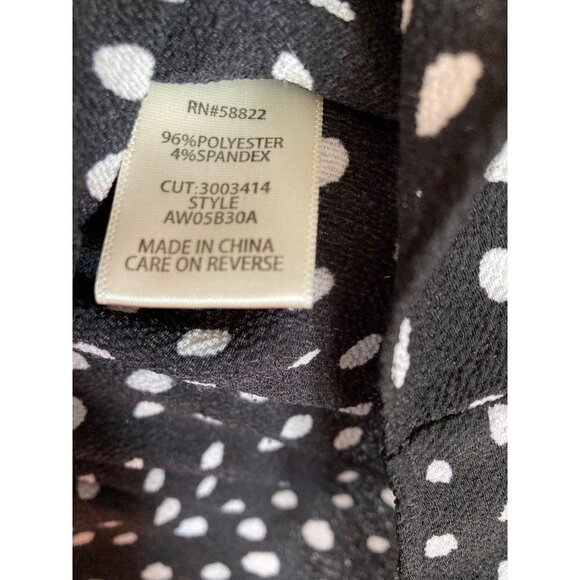 RN#58822
96%POLYESTER
4%SPANDEX
CUT:3003414
STYLE
AW05B30A
MADE IN CHINA
CARE ON REVERSE